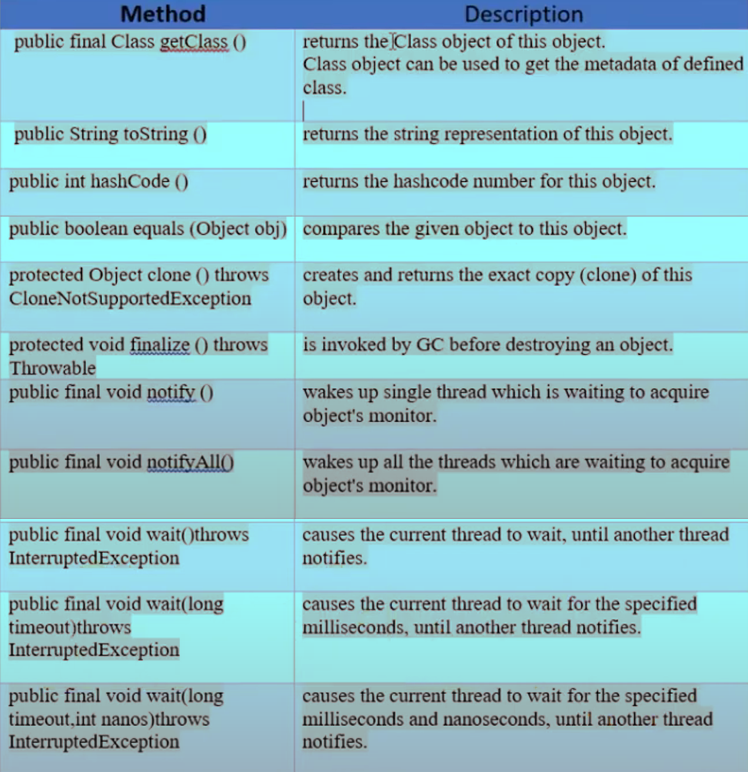 Method Description
public final Class getClass () returns the Class object of this object.
Class object can be used to get the metadata of defined
class.
public String toString () returns the string representation of this object.
public int hashCode () returns the hashcode number for this object.
public boolean equals (Object obj) compares the given object to this object.
protected Object clone () throws creates and returns the exact copy (clone) of this
CloneNotSupportedException object.
protected void finalize () throws is invoked by GC before destroying an object.
Throwable
public final void notify () wakes up single thread which is waiting to acquire
object's monitor.
public final void notifyAll() wakes up all the threads which are waiting to acquire
object's monitor.
public final void wait()throws causes the current thread to wait, until another thread
InterruptedException notifies.
public final void wait(long causes the current thread to wait for the specified
timeout)throws milliseconds, until another thread notifies.
InterruptedException
public final void wait(long causes the current thread to wait for the specified
timeout,int nanos)throws milliseconds and nanoseconds, until another thread
InterruptedException notifies.